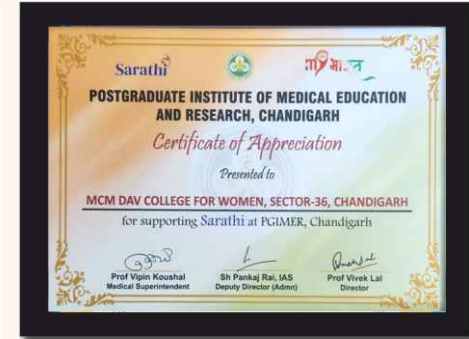 Sarathi
POSTGRADUATE INSTITUTE OF MEDICAL EDUCATION
AND RESEARCH, CHANDIGARH
Certificate of Appreciation
Presented to
MCM DAV COLLEGE FOR WOMEN, SECTOR-36, CHANDIGARH
for supporting Sarathi at PGIMER, Chandigarh
Prof Vipin Koushal
Medical Superintendent
Sh Pankaj Rai, IAS
Deputy Director (Admn)
Prof Vivek Lal
Director